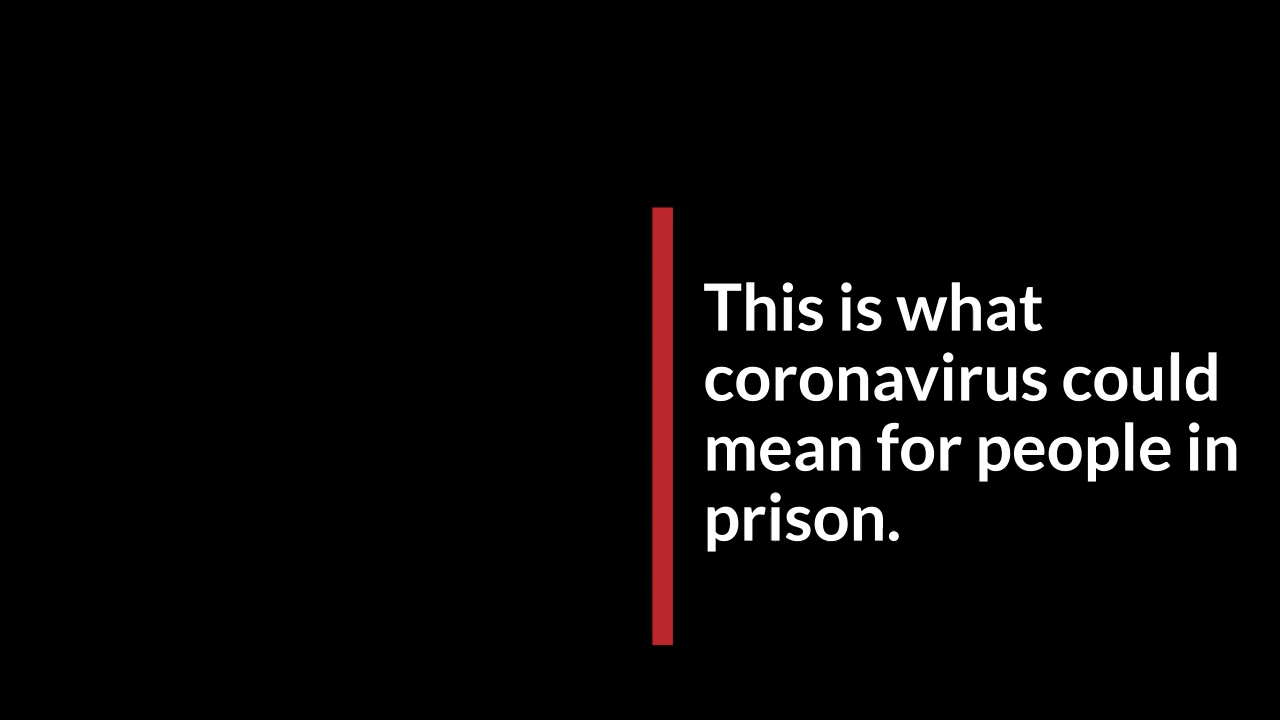 This is what
coronavirus could
mean for people in
prison.